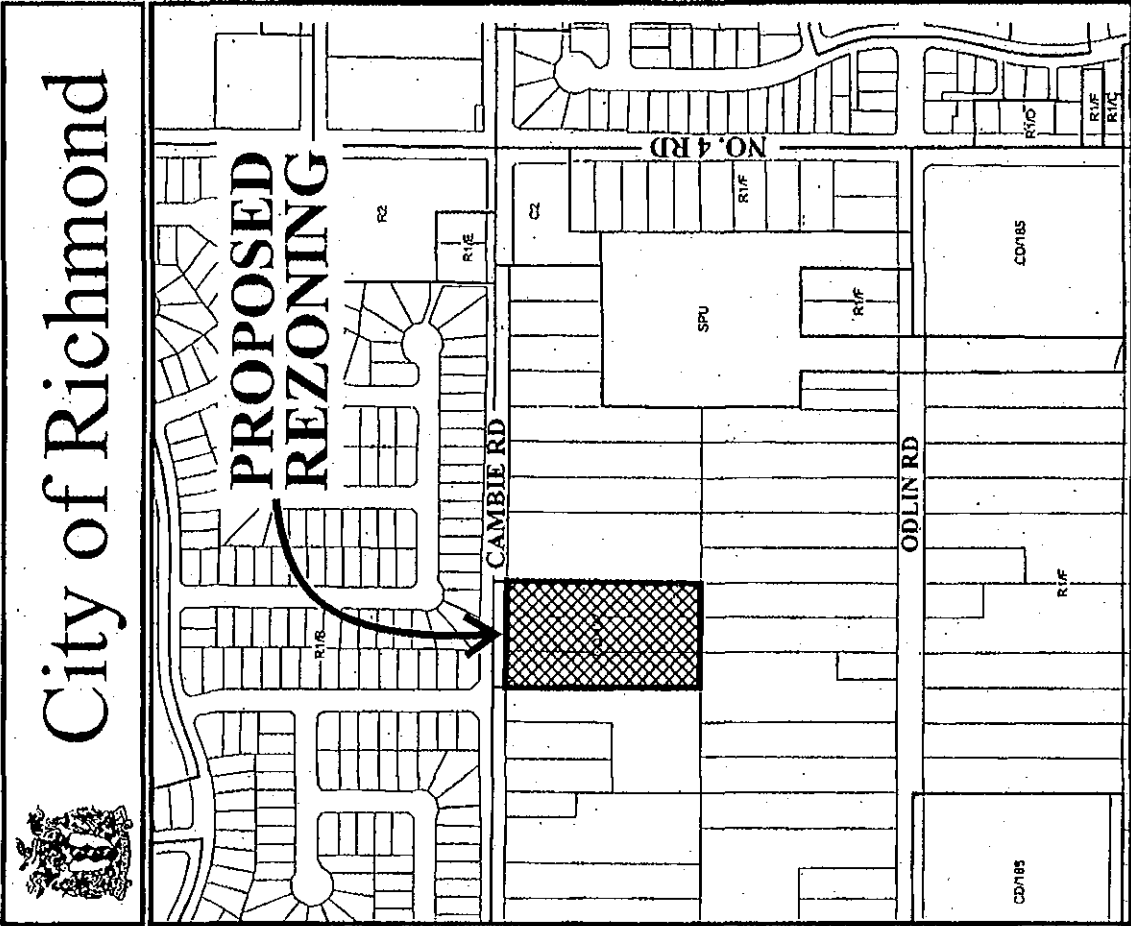 City of Richmond
PROPOSED
REZONING
R2
R1/E
C2
NO. 4 RD
R1/F
R1/D
R1/F
R1/C
CAMBIE RD
SPU
R1/F
CD/185
R1/B
ODLIN RD
R1/F
CD/185